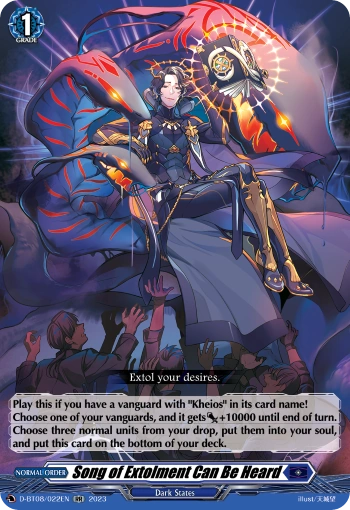 1
GRADE
Extol your desires.
Play this if you have a vanguard with "Kheios" in its card name!
Choose one of your vanguards, and it gets +10000 until end of turn.
Choose three normal units from your drop, put them into your soul,
and put this card on the bottom of your deck.
NORMAL ORDER
Song of Extolment Can Be Heard
D-BT08/022EN
2023
Dark States
illust/天城望